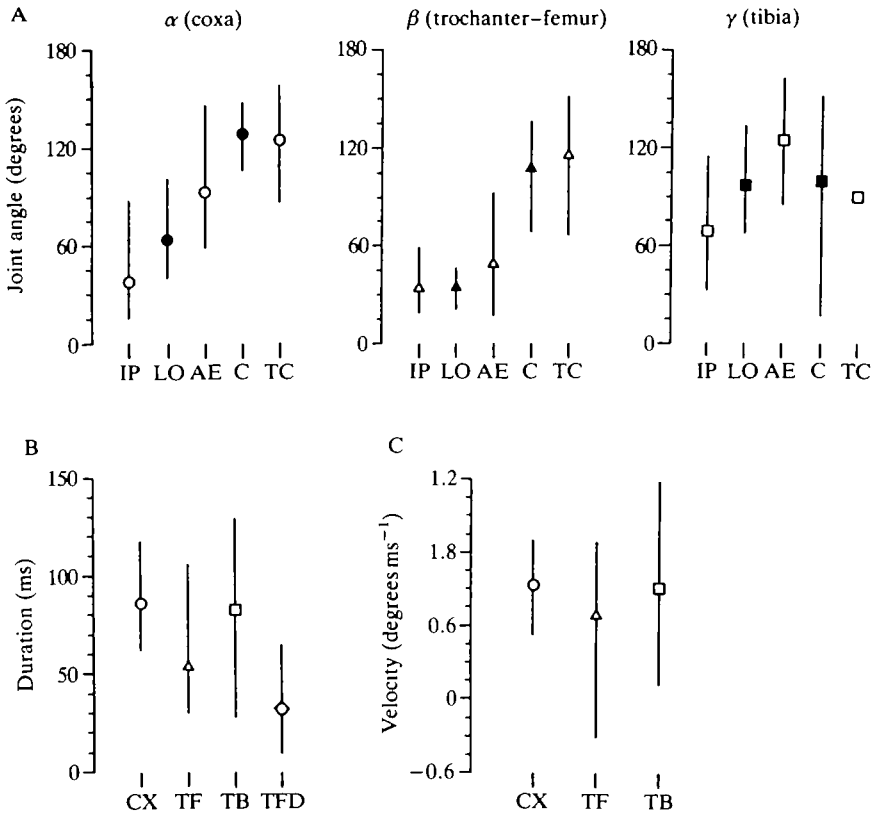 A
α (coxa)
β (trochanter–femur)
γ (tibia)
Joint angle (degrees)
180
120
60
0
IP LO AE C TC
180
120
60
0
IP LO AE C TC
180
120
60
0
IP LO AE C TC
B
Duration (ms)
150
100
50
0
CX TF TB TFD
C
Velocity (degrees ms⁻¹)
1.2
1.8
0.6
0
−0.6
CX TF TB